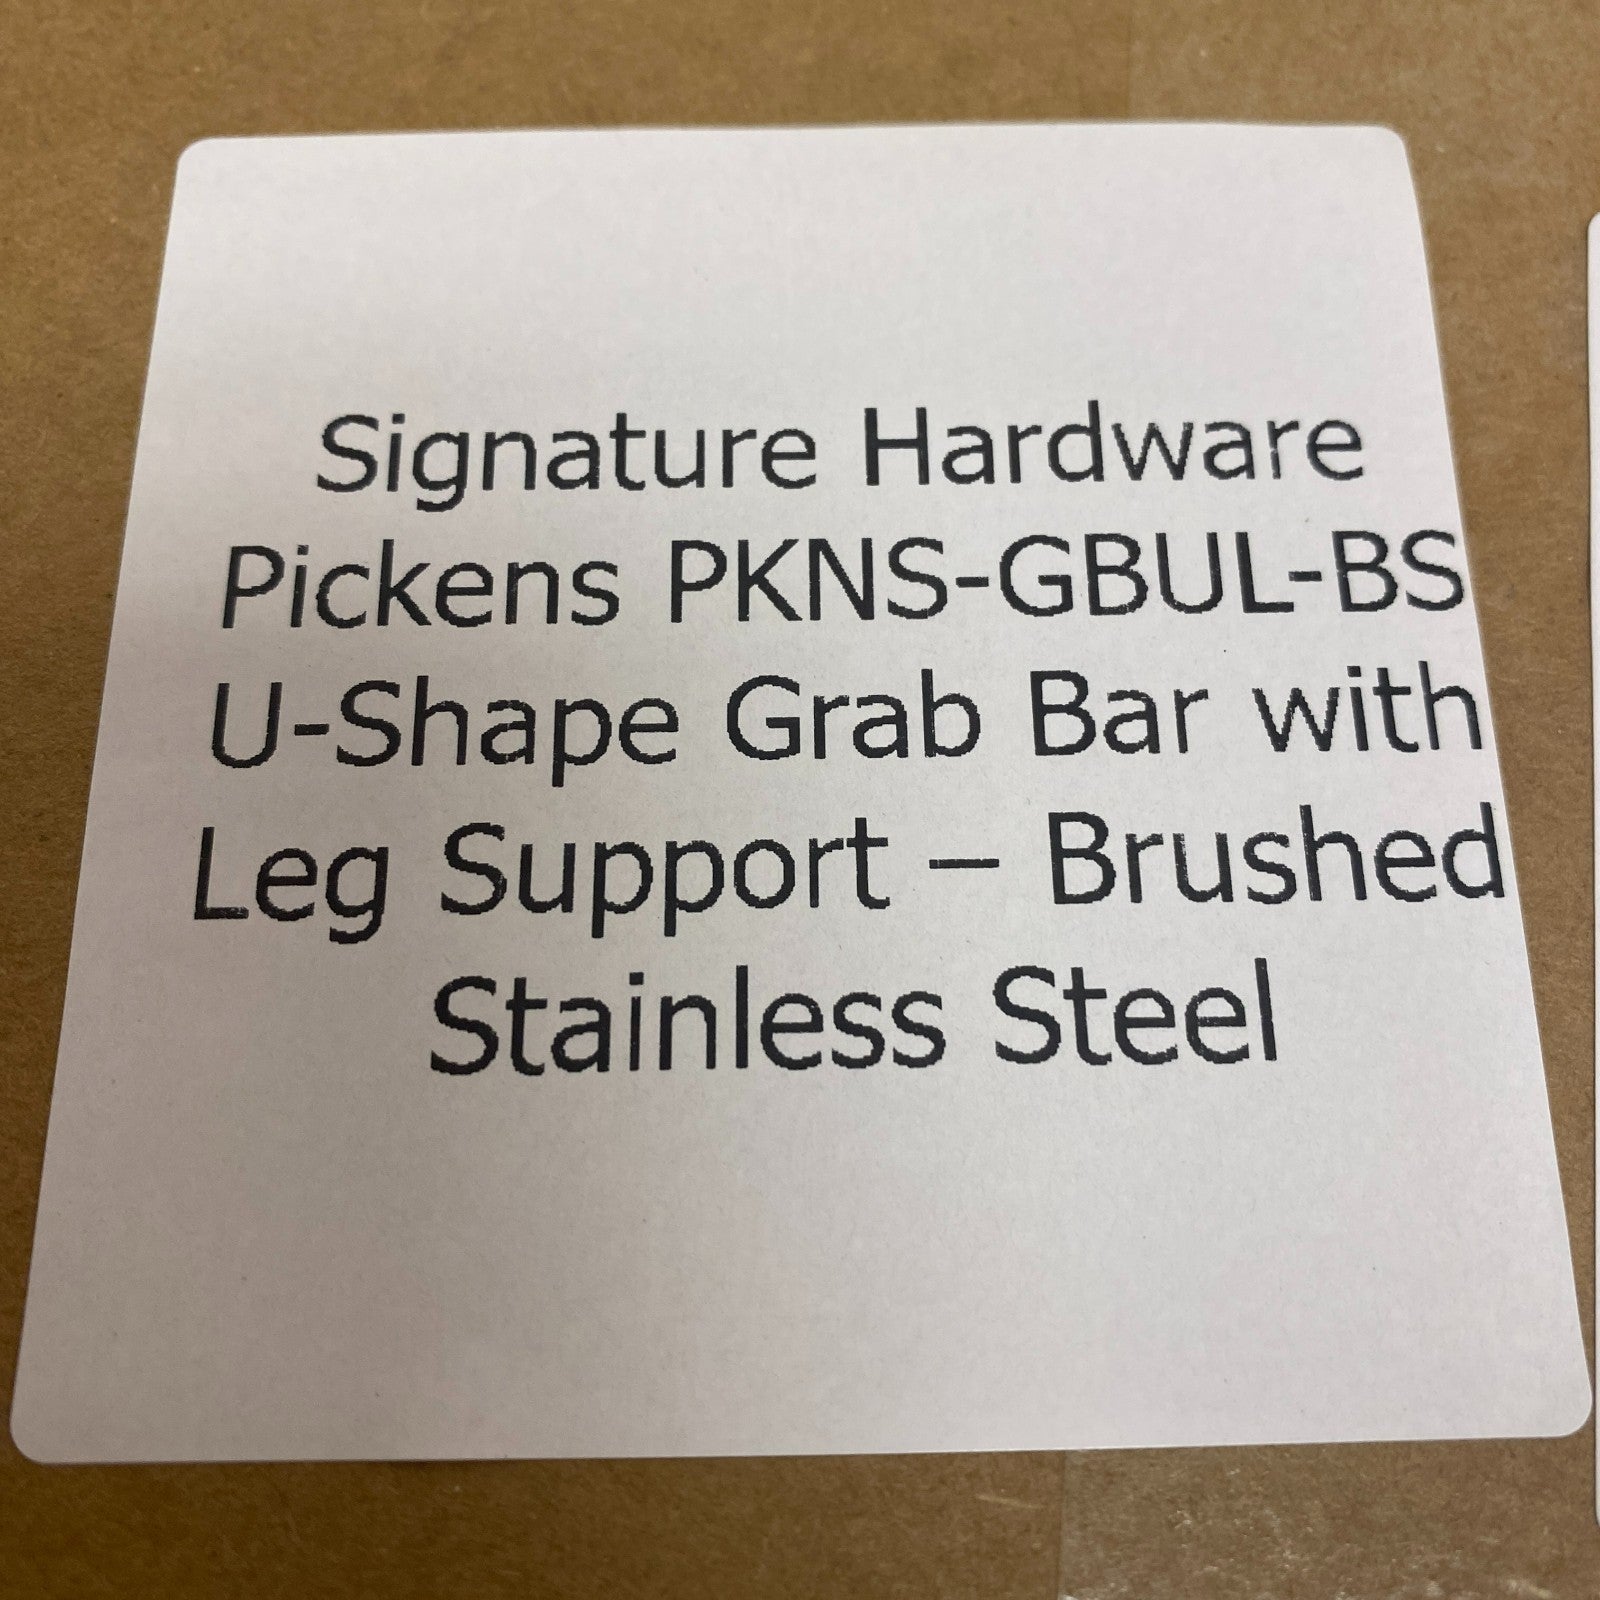 Signature Hardware
Pickens PKNS-GBUL-BS
U-Shape Grab Bar with
Leg Support – Brushed
Stainless Steel